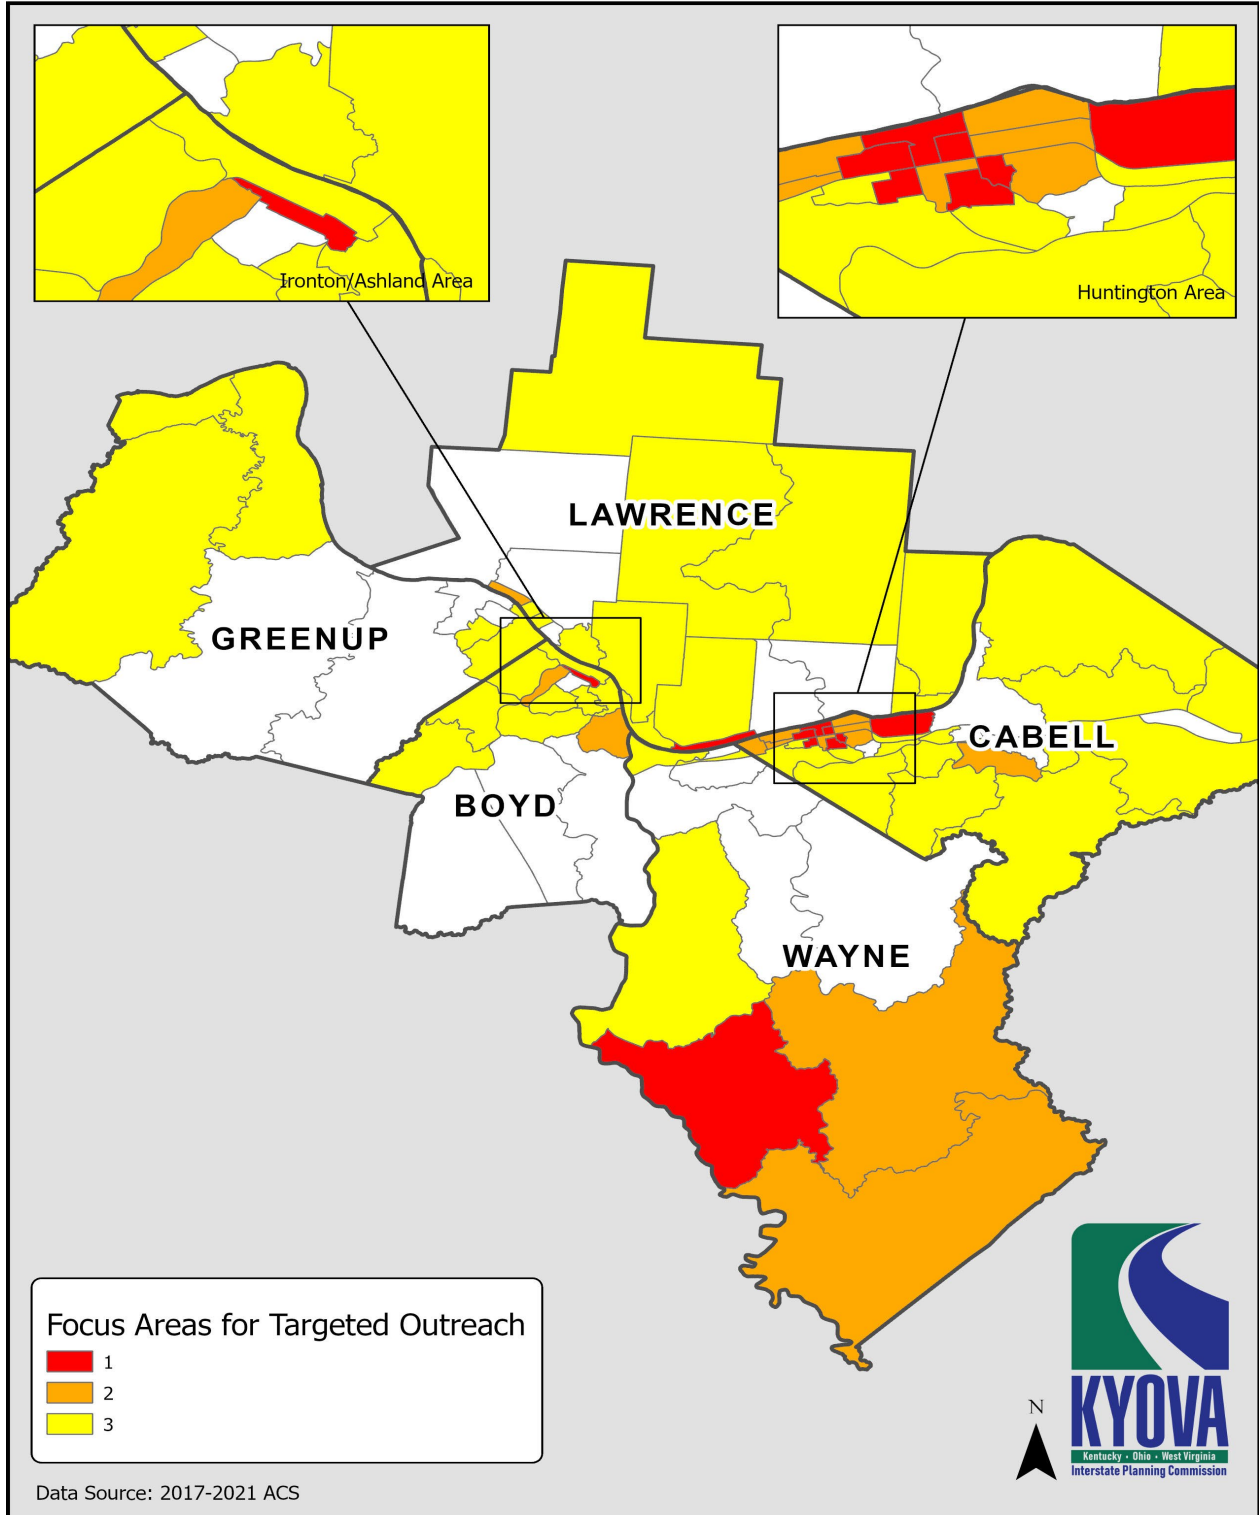 Ironton/Ashland Area
Huntington Area
LAWRENCE
GREENUP
CABELL
BOYD
WAYNE
Focus Areas for Targeted Outreach
1
2
3
Data Source: 2017-2021 ACS
N
KYOVA
Kentucky • Ohio • West Virginia
Interstate Planning Commission